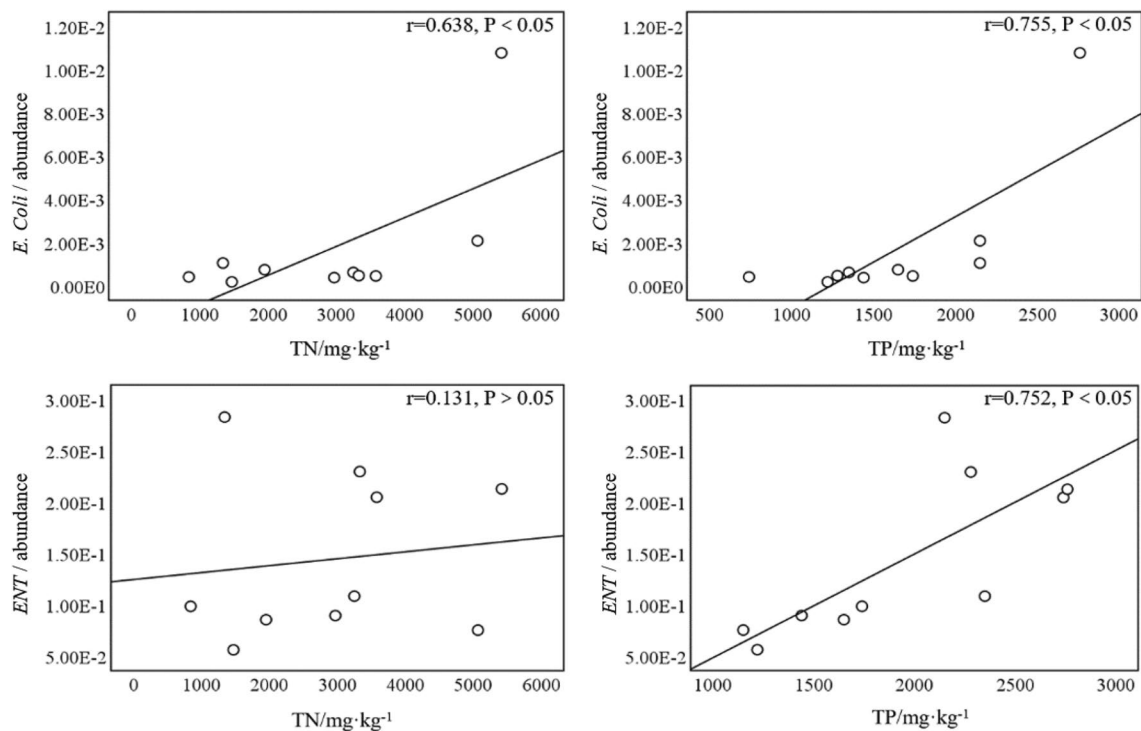 r=0.638, P < 0.05
1.20E-2
1.00E-2
8.00E-3
6.00E-3
4.00E-3
2.00E-3
0.00E0
E. Coli / abundance
0 1000 2000 3000 4000 5000 6000
TN/mg·kg⁻¹
r=0.755, P < 0.05
1.20E-2
1.00E-2
8.00E-3
6.00E-3
4.00E-3
2.00E-3
0.00E0
E. Coli / abundance
500 1000 1500 2000 2500 3000
TP/mg·kg⁻¹
r=0.131, P > 0.05
3.00E-1
2.50E-1
2.00E-1
1.50E-1
1.00E-1
5.00E-2
ENT / abundance
0 1000 2000 3000 4000 5000 6000
TN/mg·kg⁻¹
r=0.752, P < 0.05
3.00E-1
2.50E-1
2.00E-1
1.50E-1
1.00E-1
5.00E-2
ENT / abundance
1000 1500 2000 2500 3000
TP/mg·kg⁻¹